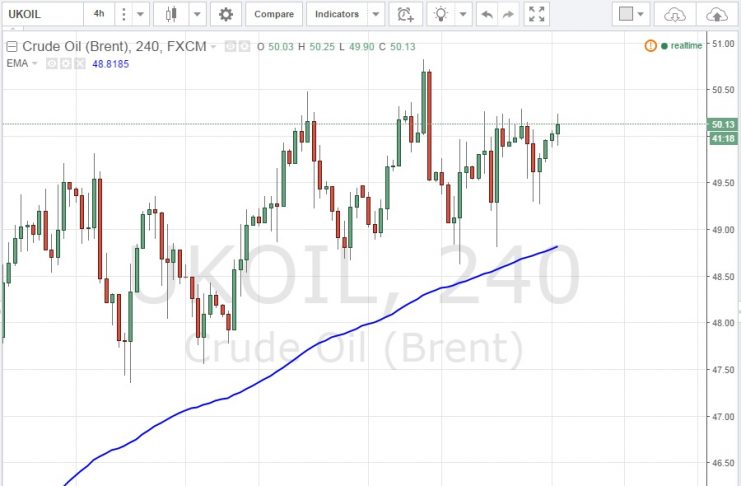 UKOIL 4h Compare Indicators
Crude Oil (Brent), 240, FXCM O 50.03 H 50.25 L 49.90 C 50.13 realtime
EMA 48.8185
51.00
50.50
50.13
41:18
49.50
49.00
48.50
48.00
47.50
47.00
46.50
UKOIL, 240
Crude Oil (Brent)